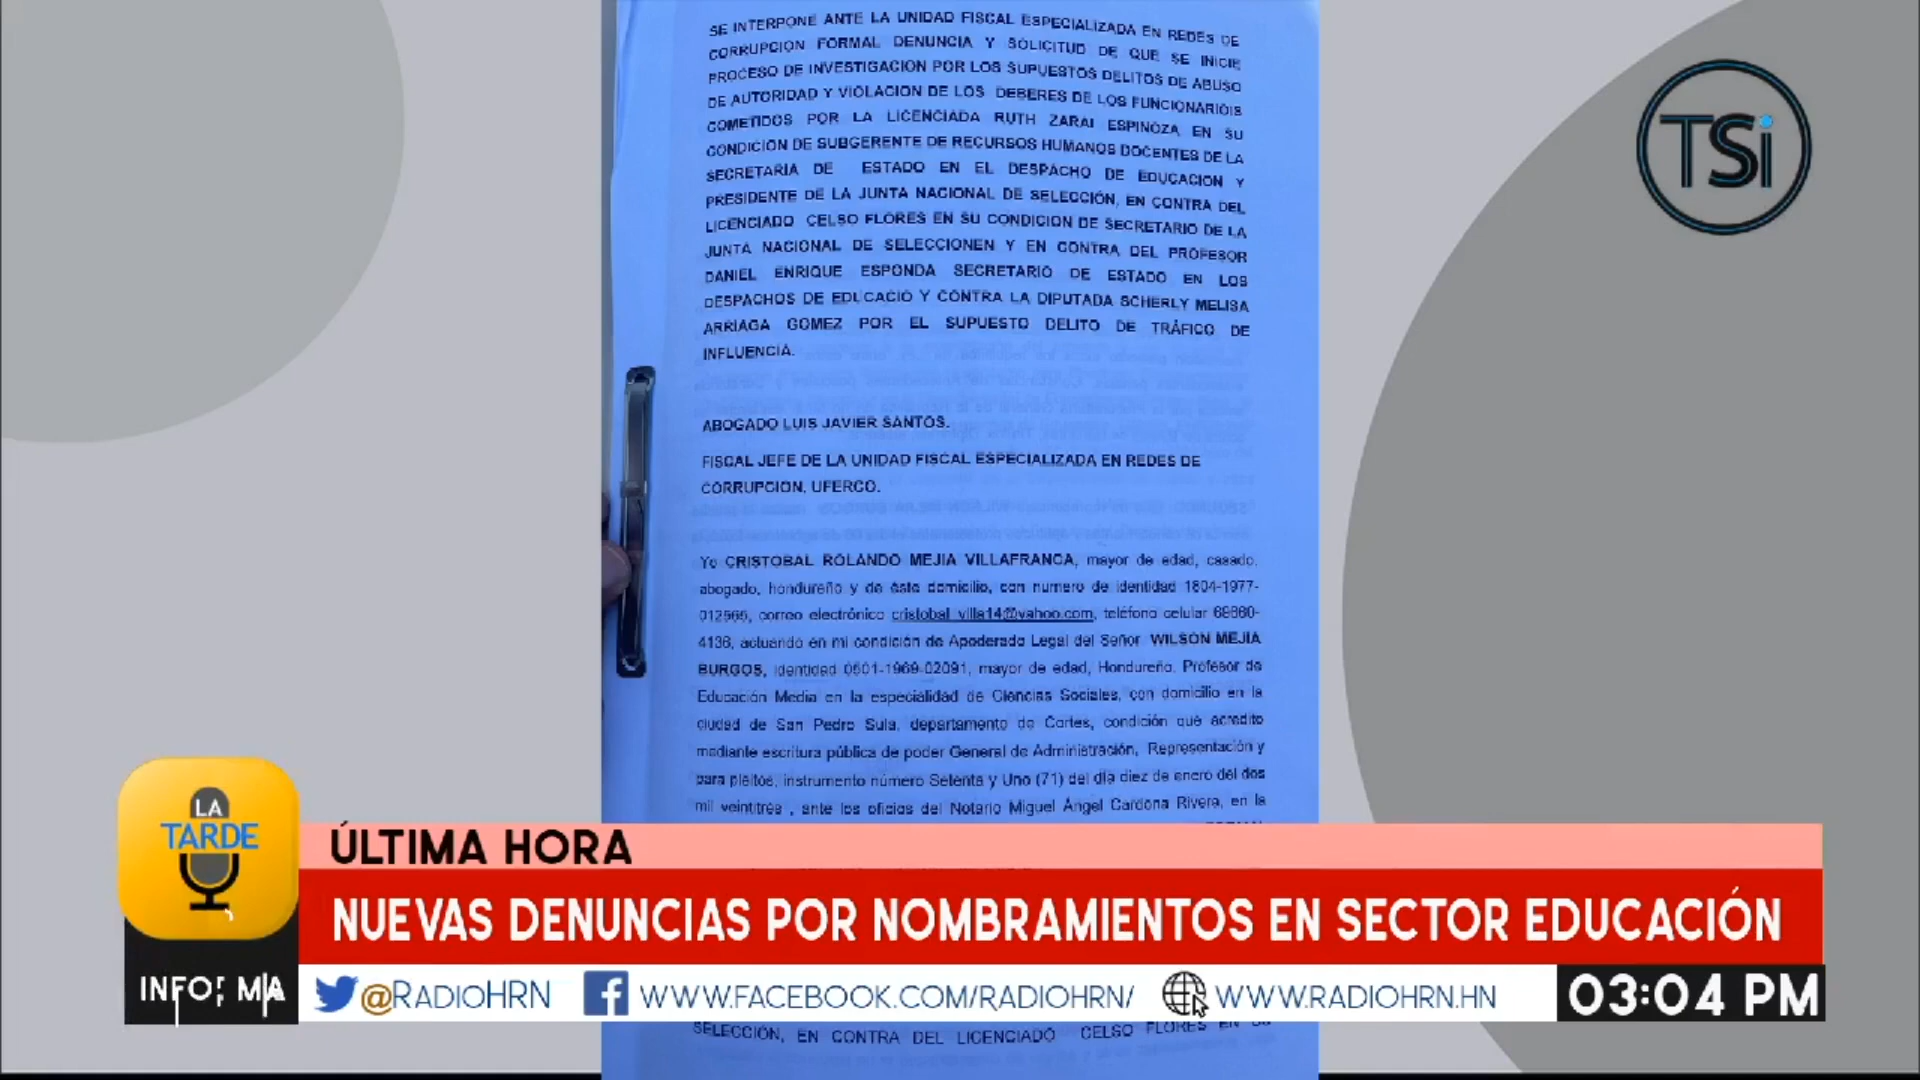 SE INTERPONE ANTE LA UNIDAD FISCAL ESPECIALIZADA EN REDES DE
CORRUPCION FORMAL DENUNCIA Y SOLICITUD DE QUE SE INICIE
PROCESO DE INVESTIGACION POR LOS SUPUESTOS DELITOS DE ABUSO
DE AUTORIDAD Y VIOLACION DE LOS DEBERES DE LOS FUNCIONARIOIS
COMETIDOS POR LA LICENCIADA RUTH ZARAI ESPINOZA EN SU
CONDICION DE SUBGERENTE DE RECURSOS HUMANOS DOCENTES DE LA
SECRETARIA DE ESTADO EN EL DESPACHO DE EDUCACION Y
PRESIDENTE DE LA JUNTA NACIONAL DE SELECCIÓN, EN CONTRA DEL
LICENCIADO CELSO FLORES EN SU CONDICION DE SECRETARIO DE LA
JUNTA NACIONAL DE SELECCIONEN Y EN CONTRA DEL PROFESOR
DANIEL ENRIQUE ESPONDA SECRETARIO DE ESTADO EN LOS
DESPACHOS DE EDUCACIO Y CONTRA LA DIPUTADA SCHERLY MELISA
ARRIAGA GOMEZ POR EL SUPUESTO DELITO DE TRÁFICO DE
INFLUENCIA.
ABOGADO LUIS JAVIER SANTOS.
FISCAL JEFE DE LA UNIDAD FISCAL ESPECIALIZADA EN REDES DE
CORRUPCION, UFERCO.
Yo CRISTOBAL ROLANDO MEJIA VILLAFRANCA, mayor de edad, casado,
abogado, hondureño y de este domicilio, con numero de identidad 1804-1977-
012565, correo electrónico cristobal_villa14@yahoo.com, teléfono celular
4136, actuando en mi condición de Apoderado Legal del Señor WILSON MEJIA
BURGOS, identidad 0501-1969-02091, mayor de edad, Hondureño, Profesor de
Educación Media en la especialidad de Ciencias Sociales, con domicilio en la
ciudad de San Pedro Sula, departamento de Cortes, condición que acredito
mediante escritura pública de poder General de Administración, Representación y
para pleitos, instrumento número Setenta y Uno (71) del día diez de enero del dos
mil veintitrés , ante los oficios del Notario Miguel Ángel Cardona Rivera, en la
SELECCIÓN, EN CONTRA DEL LICENCIADO CELSO FLORES EN SU
TSi
LA
TARDE
ÚLTIMA HORA
NUEVAS DENUNCIAS POR NOMBRAMIENTOS EN SECTOR EDUCACIÓN
@RADIOHRN
WWW.FACEBOOK.COM/RADIOHRN/
WWW.RADIOHRN.HN
03:04 PM